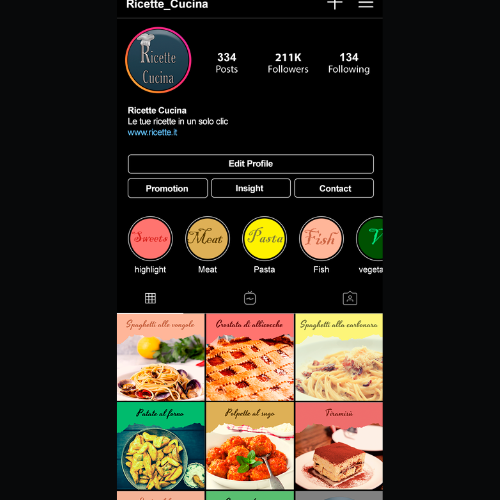 Ricette_Cucina
Ricette
Cucina
334
Posts
211K
Followers
134
Following
Ricette Cucina
Le tue ricette in un solo clic
www.ricette.it
Edit Profile
Promotion
Insight
Contact
Sweets
Meat
Pasta
Fish
V
highlight
Meat
Pasta
Fish
vegeta
Spaghetti alle vongole
Crostata di albicocche
Spaghetti alla carbonara
Patate al forno
Polpette al sugo
Tiramisù